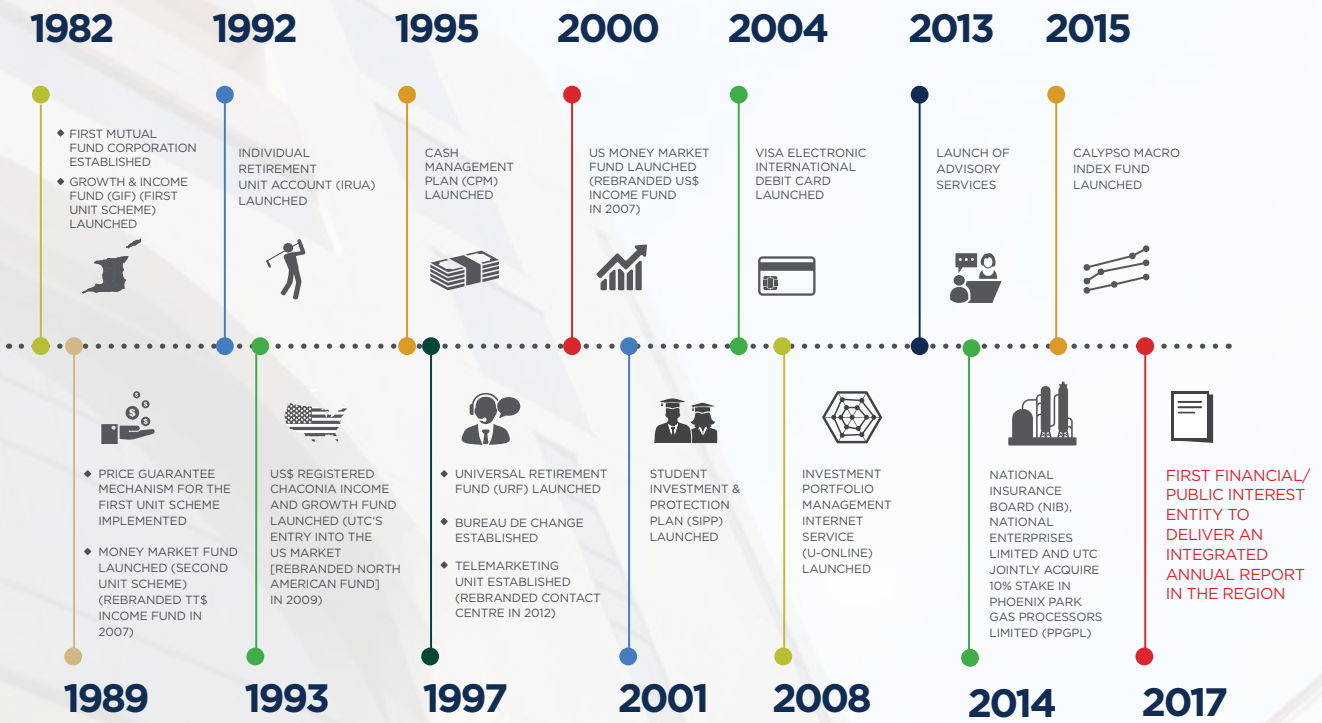 1982
1992
1995
2000
2004
2013
2015
◆ FIRST MUTUAL
FUND CORPORATION
ESTABLISHED
◆ GROWTH & INCOME
FUND (GIF) (FIRST
UNIT SCHEME)
LAUNCHED
INDIVIDUAL
RETIREMENT
UNIT ACCOUNT (IRUA)
LAUNCHED
CASH
MANAGEMENT
PLAN (CPM)
LAUNCHED
US MONEY MARKET
FUND LAUNCHED
(REBRANDED US$
INCOME FUND
IN 2007)
VISA ELECTRONIC
INTERNATIONAL
DEBIT CARD
LAUNCHED
LAUNCH OF
ADVISORY
SERVICES
CALYPSO MACRO
INDEX FUND
LAUNCHED
$
$
$
$
◆ PRICE GUARANTEE
MECHANISM FOR THE
FIRST UNIT SCHEME
IMPLEMENTED
◆ MONEY MARKET FUND
LAUNCHED (SECOND
UNIT SCHEME)
(REBRANDED TT$
INCOME FUND IN
2007)
US$ REGISTERED
CHACONIA INCOME
AND GROWTH FUND
LAUNCHED (UTC'S
ENTRY INTO THE
US MARKET
[REBRANDED NORTH
AMERICAN FUND]
IN 2009)
◆ UNIVERSAL RETIREMENT
FUND (URF) LAUNCHED
◆ BUREAU DE CHANGE
ESTABLISHED
◆ TELEMARKETING
UNIT ESTABLISHED
(REBRANDED CONTACT
CENTRE IN 2012)
STUDENT
INVESTMENT &
PROTECTION
PLAN (SIPP)
LAUNCHED
INVESTMENT
PORTFOLIO
MANAGEMENT
INTERNET
SERVICE
(U-ONLINE)
LAUNCHED
NATIONAL
INSURANCE
BOARD (NIB),
NATIONAL
ENTERPRISES
LIMITED AND UTC
JOINTLY ACQUIRE
10% STAKE IN
PHOENIX PARK
GAS PROCESSORS
LIMITED (PPGPL)
FIRST FINANCIAL/
PUBLIC INTEREST
ENTITY TO
DELIVER AN
INTEGRATED
ANNUAL REPORT
IN THE REGION
1989
1993
1997
2001
2008
2014
2017